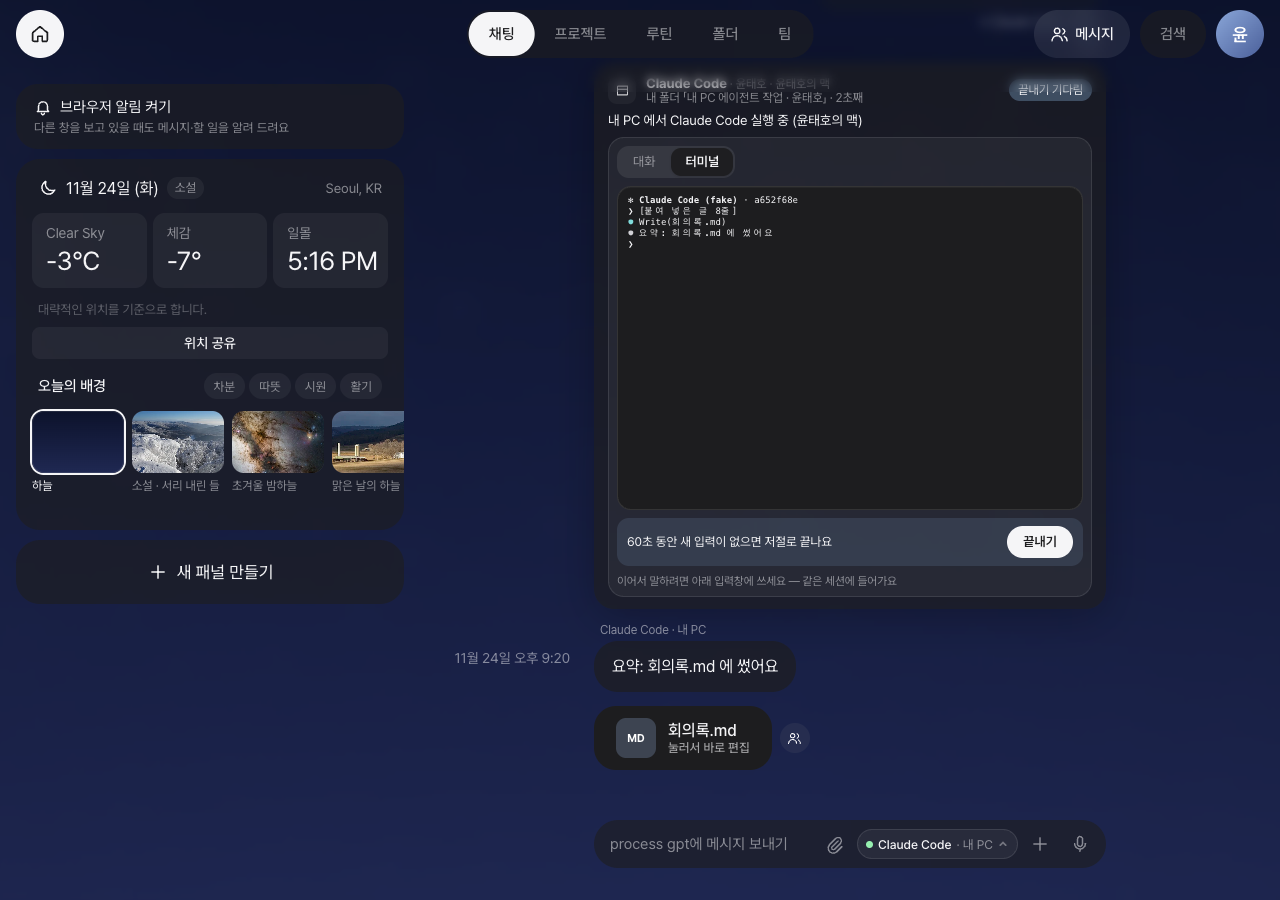 채팅
프로젝트
루틴
폴더
팀
메시지
검색
윤
브라우저 알림 켜기
다른 창을 보고 있을 때도 메시지·할 일을 알려 드려요
11월 24일 (화)
소설
Seoul, KR
Clear Sky
-3°C
체감
-7°
일몰
5:16 PM
대략적인 위치를 기준으로 합니다.
위치 공유
오늘의 배경
차분
따뜻
시원
활기
하늘
소설 · 서리 내린 들
초겨울 밤하늘
맑은 날의 하늘
새 패널 만들기
Claude Code · 윤태호 · 윤태호의 맥
내 폴더 「내 PC 에이전트 작업 · 윤태호」 · 2초째
끝내기 기다림
내 PC 에서 Claude Code 실행 중 (윤태호의 맥)
대화
터미널
✻ Claude Code (fake) · a652f68e
❯ [붙여 넣은 글 8줄]
● Write(회의록.md)
● 요약: 회의록.md 에 썼어요
❯
60초 동안 새 입력이 없으면 저절로 끝나요
끝내기
이어서 말하려면 아래 입력창에 쓰세요 — 같은 세션에 들어가요
Claude Code · 내 PC
11월 24일 오후 9:20
요약: 회의록.md 에 썼어요
MD
회의록.md
눌러서 바로 편집
process gpt에 메시지 보내기
Claude Code · 내 PC